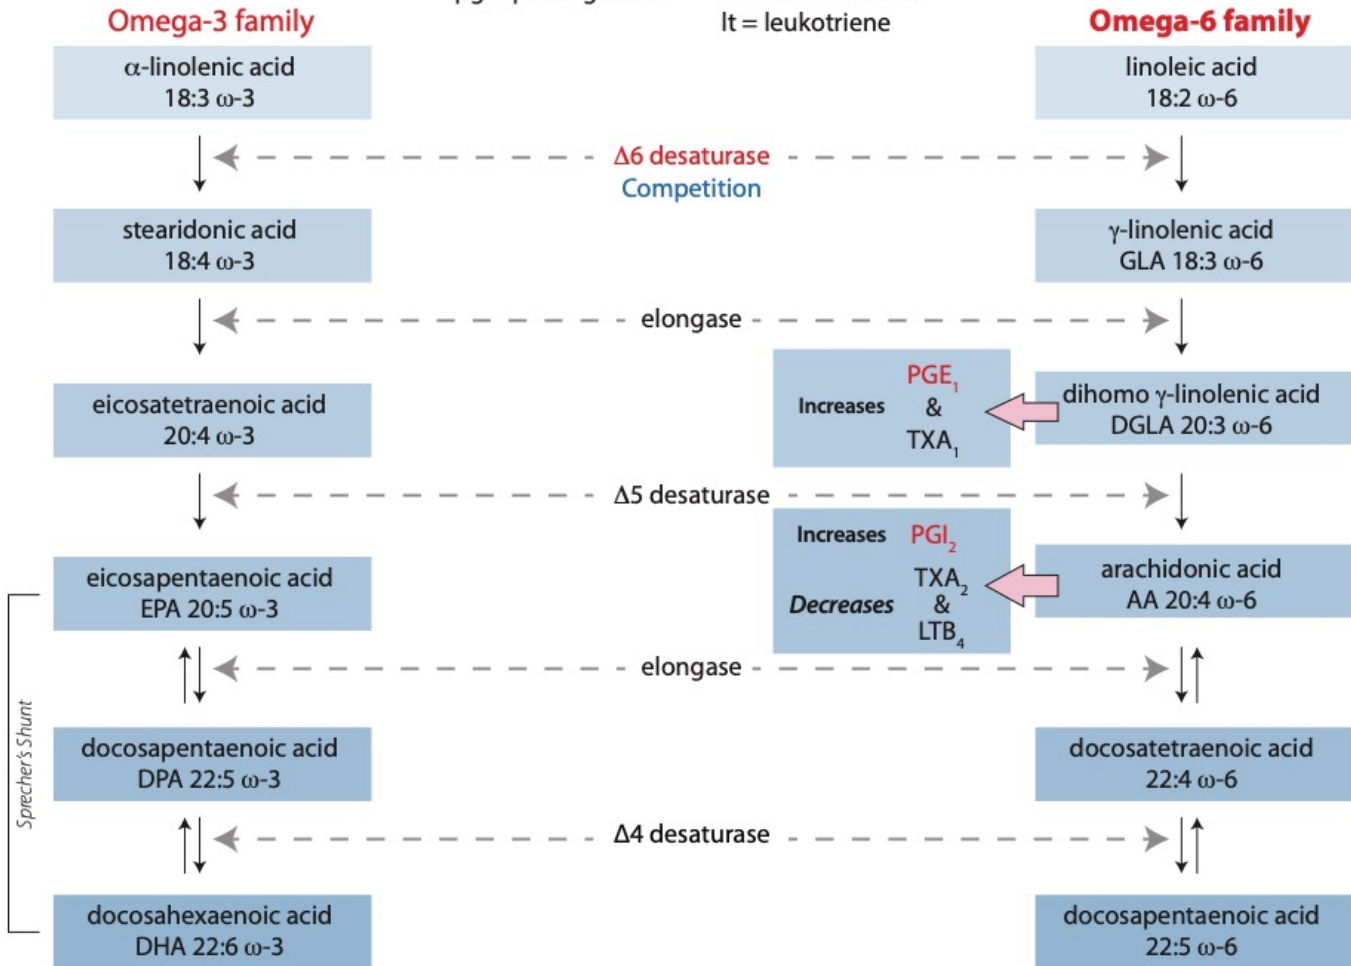 Omega-3 family
lt = leukotriene
Omega-6 family
α-linolenic acid
18:3 ω-3
linoleic acid
18:2 ω-6
Δ6 desaturase
Competition
stearidonic acid
18:4 ω-3
γ-linolenic acid
GLA 18:3 ω-6
elongase
eicosatetraenoic acid
20:4 ω-3
Increases
PGE₁
&
TXA₁
dihomo γ-linolenic acid
DGLA 20:3 ω-6
Δ5 desaturase
Increases PGI₂
Decreases
TXA₂
&
LTB₄
eicosapentaenoic acid
EPA 20:5 ω-3
arachidonic acid
AA 20:4 ω-6
elongase
Sprecher's Shunt
docosapentaenoic acid
DPA 22:5 ω-3
docosatetraenoic acid
22:4 ω-6
Δ4 desaturase
docosahexaenoic acid
DHA 22:6 ω-3
docosapentaenoic acid
22:5 ω-6